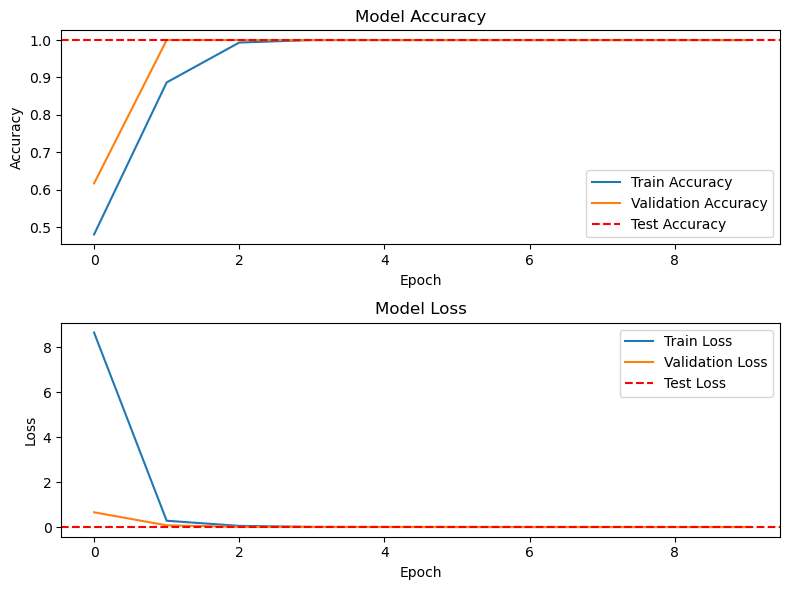 Model Accuracy
1.0
0.9
0.8
0.7
0.6
0.5
Accuracy
Train Accuracy
Validation Accuracy
Test Accuracy
0 2 4 6 8
Epoch
Model Loss
8
6
4
2
0
Loss
Train Loss
Validation Loss
Test Loss
0 2 4 6 8
Epoch